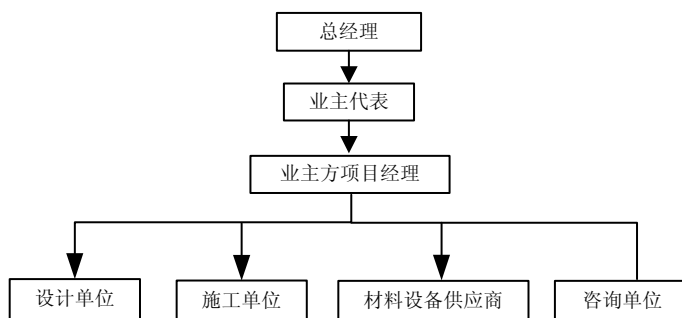 总经理
业主代表
业主方项目经理
设计单位
施工单位
材料设备供应商
咨询单位